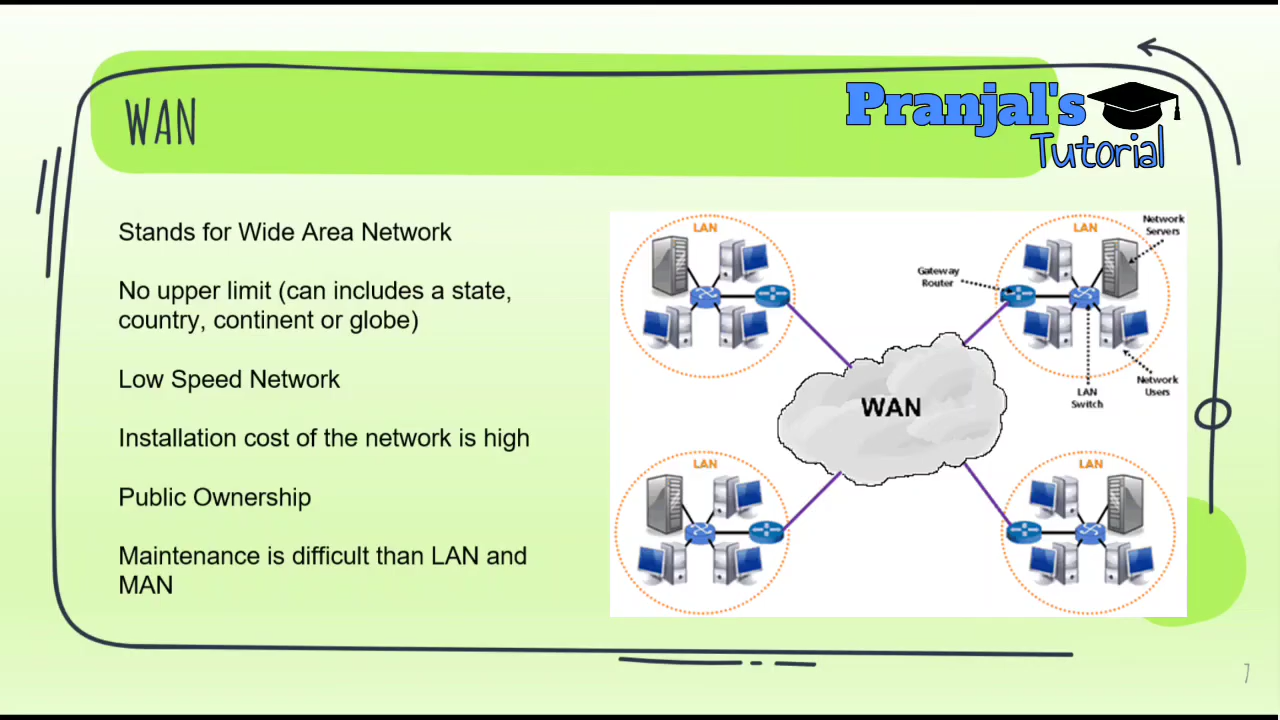 WAN
Pranjal's
Tutorial
Stands for Wide Area Network
No upper limit (can includes a state,
country, continent or globe)
Low Speed Network
Installation cost of the network is high
Public Ownership
Maintenance is difficult than LAN and
MAN
LAN
LAN
Network
Servers
Gateway
Router
WAN
LAN
Switch
Network
Users
LAN
LAN
7